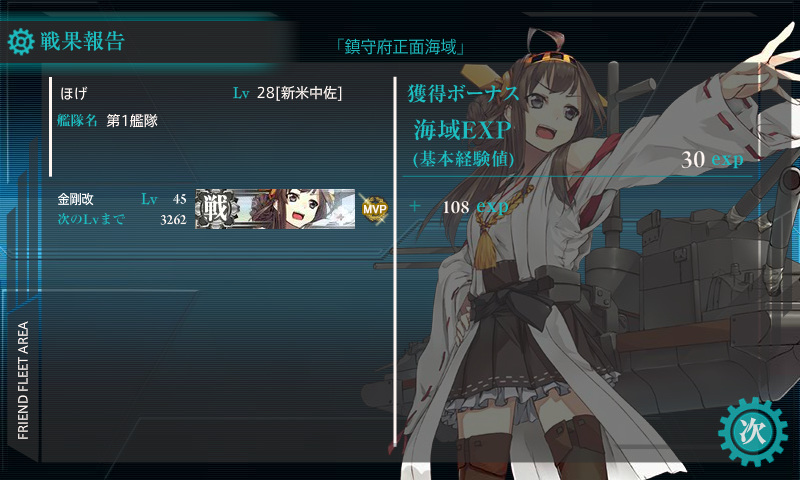 戦果報告
「鎮守府正面海域」
ほげ Lv 28[新米中佐]
艦隊名 第1艦隊
金剛改 Lv 45
次のLvまで 3262
戦
MVP
獲得ボーナス
海域EXP
(基本経験値) 30 exp
+ 108 exp
FRIEND FLEET AREA
次